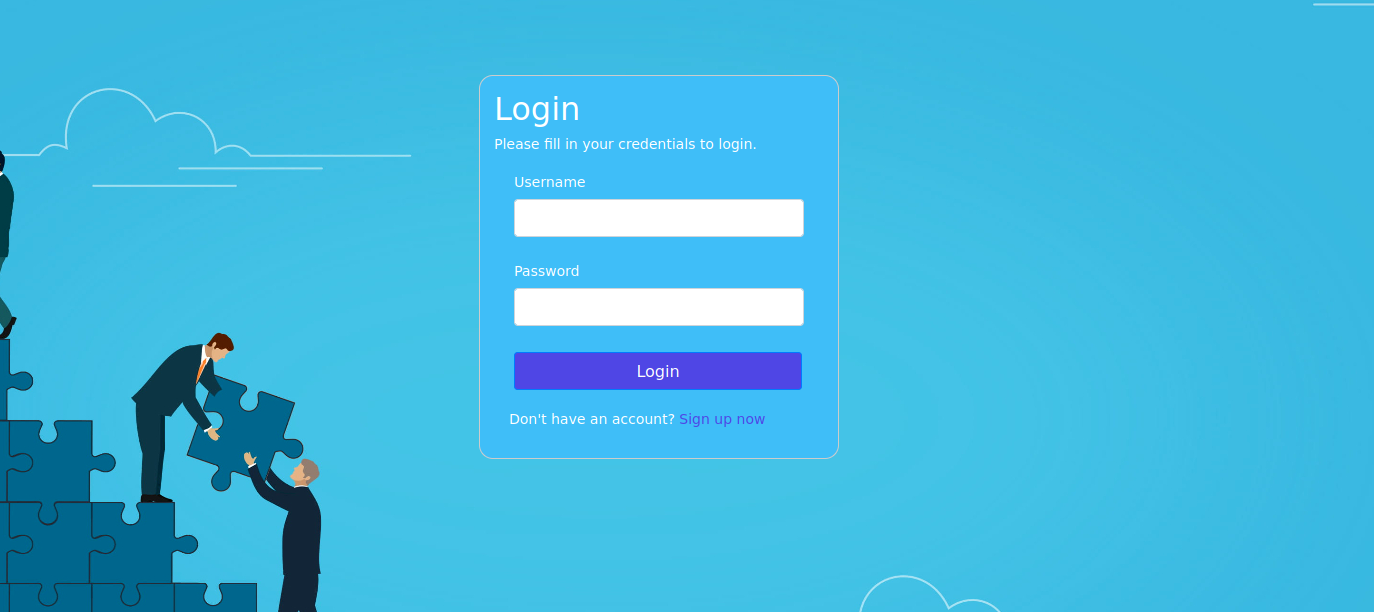 Login
Please fill in your credentials to login.
Username
Password
Login
Don't have an account? Sign up now